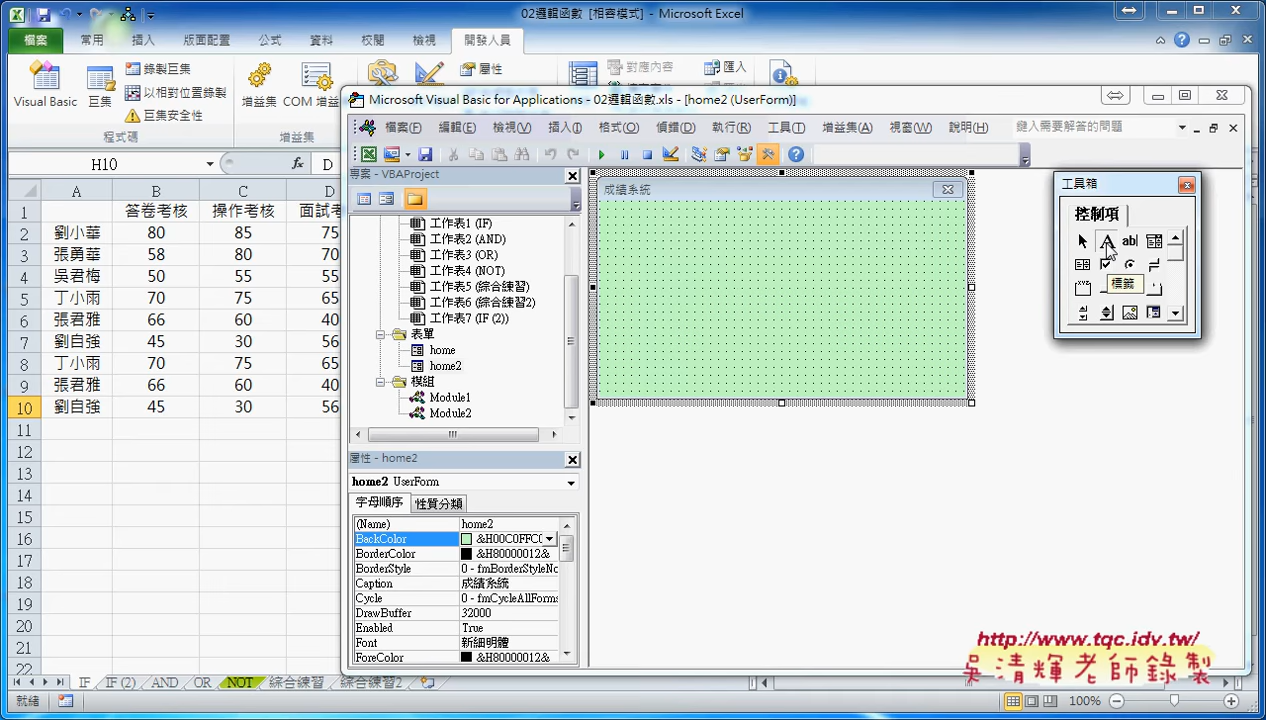 02邏輯函數 [相容模式] - Microsoft Excel
檔案 常用 插入 版面配置 公式 資料 校閱 檢視 開發人員
錄製巨集 屬性 對應內容 匯入
以相對位置錄製
Visual Basic 巨集 巨集安全性 增益集 COM 增益
程式碼 增益集
H10 fx D
Microsoft Visual Basic for Applications - 02邏輯函數.xls - [home2 (UserForm)]
檔案(F) 編輯(E) 檢視(V) 插入(I) 格式(O) 偵錯(D) 執行(R) 工具(T) 增益集(A) 視窗(W) 說明(H) 鍵入需要解答的問題
A B C D
1 答卷考核 操作考核 面試考
2 劉小華 80 85 75
3 張勇華 58 80 70
4 吳君梅 50 55 55
5 丁小雨 70 75 65
6 張君雅 66 60 40
7 劉自強 45 30 56
8 丁小雨 70 75 65
9 張君雅 66 60 40
10 劉自強 45 30 56
11
12
13
14
15
16
17
18
19
20
21
22
專案 - VBAProject
工作表1 (IF)
工作表2 (AND)
工作表3 (OR)
工作表4 (NOT)
工作表5 (綜合練習)
工作表6 (綜合練習2)
工作表7 (IF (2))
表單
home
home2
模組
Module1
Module2
屬性 - home2
home2 UserForm
字母順序 性質分類
(Name) home2
BackColor &H00C0FFC
BorderColor &H80000012&
BorderStyle 0 - fmBorderStyleNo
Caption 成績系統
Cycle 0 - fmCycleAllForms
DrawBuffer 32000
Enabled True
Font 新細明體
ForeColor &H80000012&
成績系統
工具箱
控制項
A ab|
標籤
http://www.tqc.idv.tw/
吳清輝老師錄製
IF IF (2) AND OR NOT 綜合練習 綜合練習2
就緒 100%